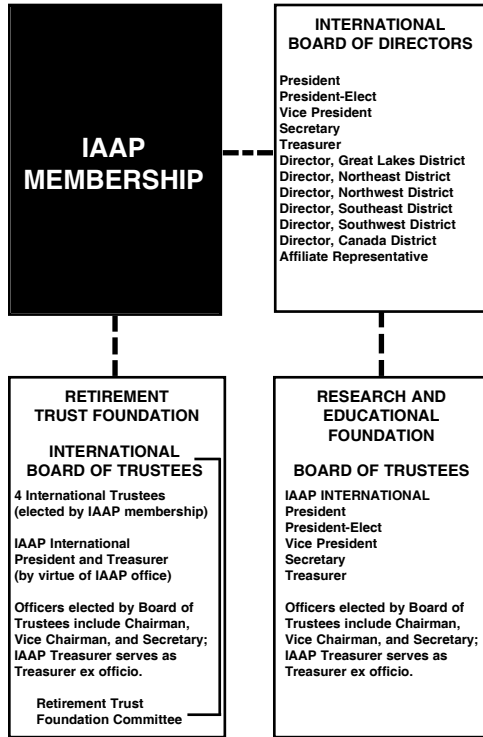 IAAP
MEMBERSHIP
INTERNATIONAL
BOARD OF DIRECTORS
President
President-Elect
Vice President
Secretary
Treasurer
Director, Great Lakes District
Director, Northeast District
Director, Northwest District
Director, Southeast District
Director, Southwest District
Director, Canada District
Affiliate Representative
RETIREMENT
TRUST FOUNDATION
INTERNATIONAL
BOARD OF TRUSTEES
4 International Trustees
(elected by IAAP membership)
IAAP International
President and Treasurer
(by virtue of IAAP office)
Officers elected by Board of
Trustees include Chairman,
Vice Chairman, and Secretary;
IAAP Treasurer serves as
Treasurer ex officio.
Retirement Trust
Foundation Committee
RESEARCH AND
EDUCATIONAL
FOUNDATION
BOARD OF TRUSTEES
IAAP INTERNATIONAL
President
President-Elect
Vice President
Secretary
Treasurer
Officers elected by Board of
Trustees include Chairman,
Vice Chairman, and Secretary;
IAAP Treasurer serves as
Treasurer ex officio.